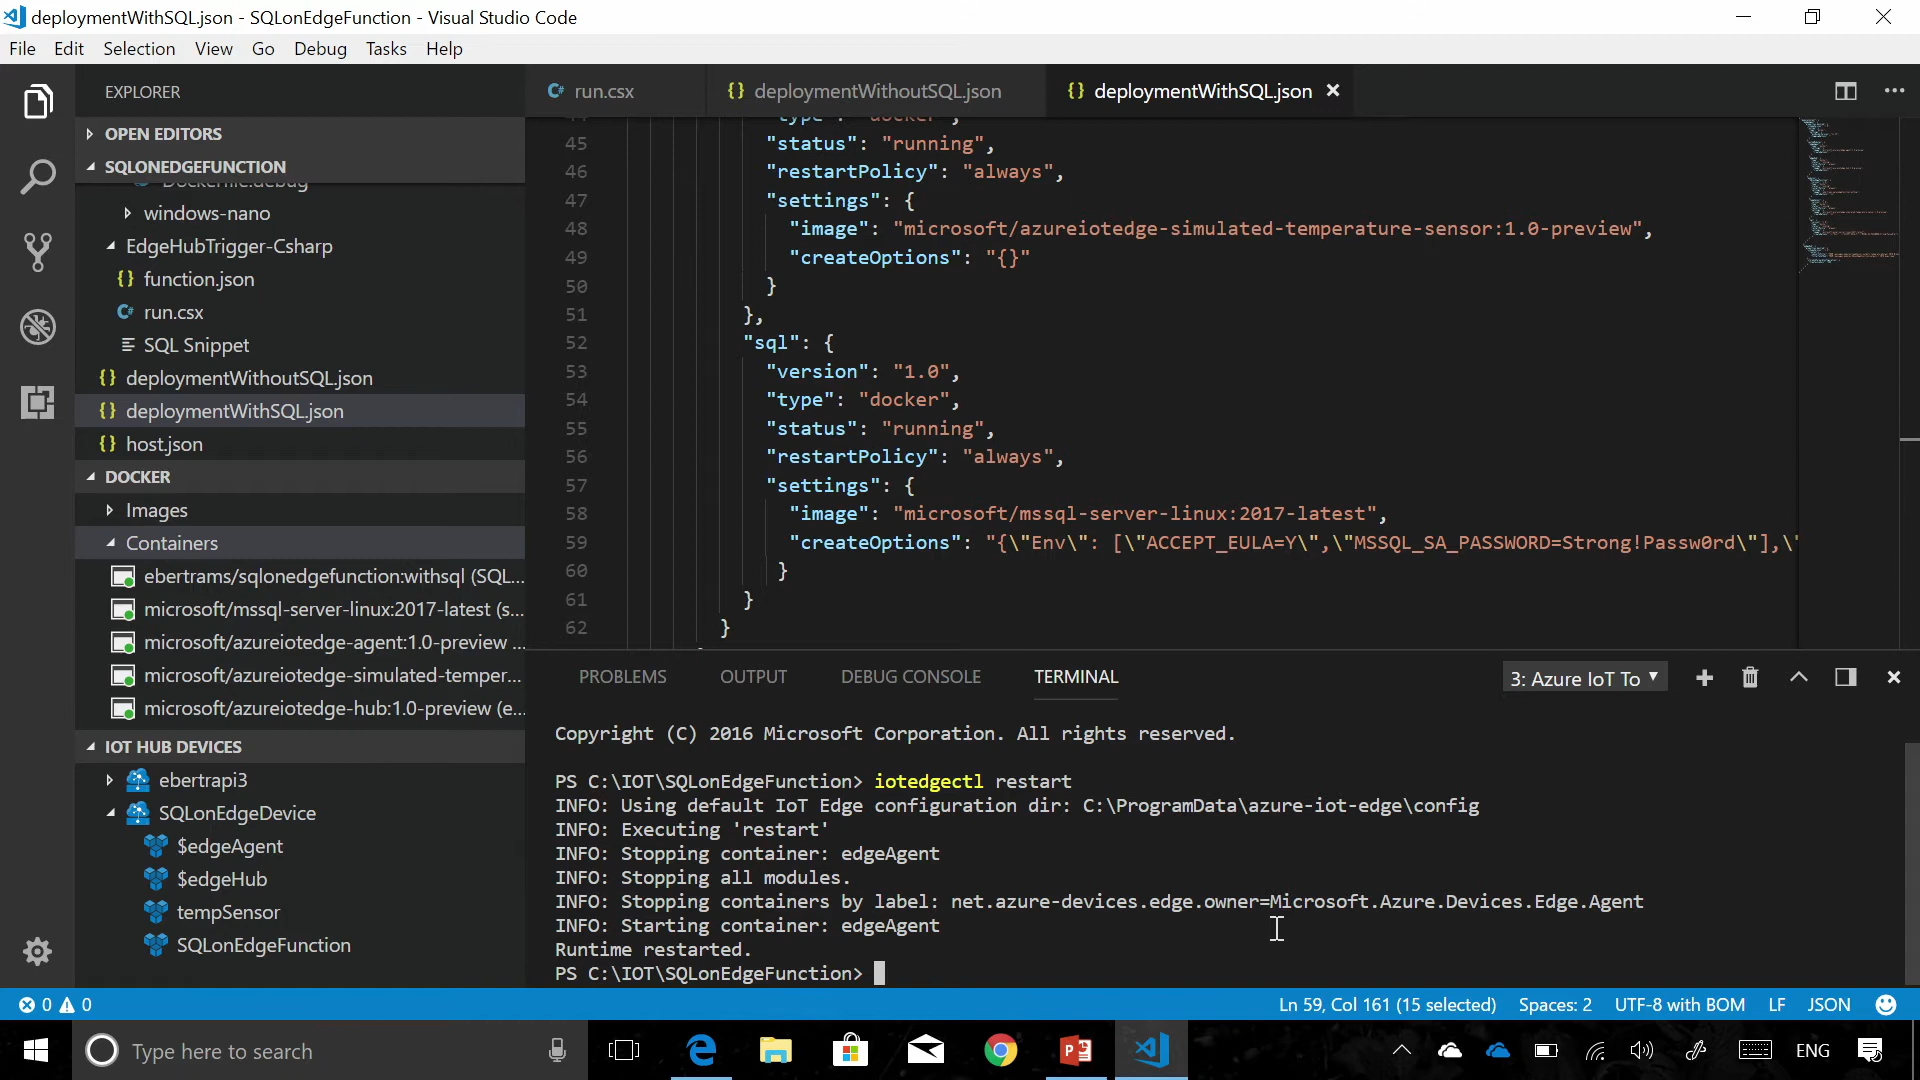 deploymentWithSQL.json - SQLonEdgeFunction - Visual Studio Code
File Edit Selection View Go Debug Tasks Help
EXPLORER
OPEN EDITORS
SQLONEDGEFUNCTION
Dockerfile.debug
windows-nano
EdgeHubTrigger-Csharp
{} function.json
C# run.csx
SQL Snippet
{} deploymentWithoutSQL.json
{} deploymentWithSQL.json
{} host.json
DOCKER
Images
Containers
ebertrams/sqlonedgefunction:withsql (SQL...
microsoft/mssql-server-linux:2017-latest (s...
microsoft/azureiotedge-agent:1.0-preview ...
microsoft/azureiotedge-simulated-temper...
microsoft/azureiotedge-hub:1.0-preview (e...
IOT HUB DEVICES
ebertrapi3
SQLonEdgeDevice
$edgeAgent
$edgeHub
tempSensor
SQLonEdgeFunction
C# run.csx {} deploymentWithoutSQL.json {} deploymentWithSQL.json
44 "type": "docker",
45 "status": "running",
46 "restartPolicy": "always",
47 "settings": {
48 "image": "microsoft/azureiotedge-simulated-temperature-sensor:1.0-preview",
49 "createOptions": "{}"
50 }
51 },
52 "sql": {
53 "version": "1.0",
54 "type": "docker",
55 "status": "running",
56 "restartPolicy": "always",
57 "settings": {
58 "image": "microsoft/mssql-server-linux:2017-latest",
59 "createOptions": "{\"Env\": [\"ACCEPT_EULA=Y\",\"MSSQL_SA_PASSWORD=Strong!Passw0rd\"],\"
60 }
61 }
62 }
PROBLEMS OUTPUT DEBUG CONSOLE TERMINAL 3: Azure IoT To
Copyright (C) 2016 Microsoft Corporation. All rights reserved.
PS C:\IOT\SQLonEdgeFunction> iotedgectl restart
INFO: Using default IoT Edge configuration dir: C:\ProgramData\azure-iot-edge\config
INFO: Executing 'restart'
INFO: Stopping container: edgeAgent
INFO: Stopping all modules.
INFO: Stopping containers by label: net.azure-devices.edge.owner=Microsoft.Azure.Devices.Edge.Agent
INFO: Starting container: edgeAgent
Runtime restarted.
PS C:\IOT\SQLonEdgeFunction>
0 0 Ln 59, Col 161 (15 selected) Spaces: 2 UTF-8 with BOM LF JSON
Type here to search ENG